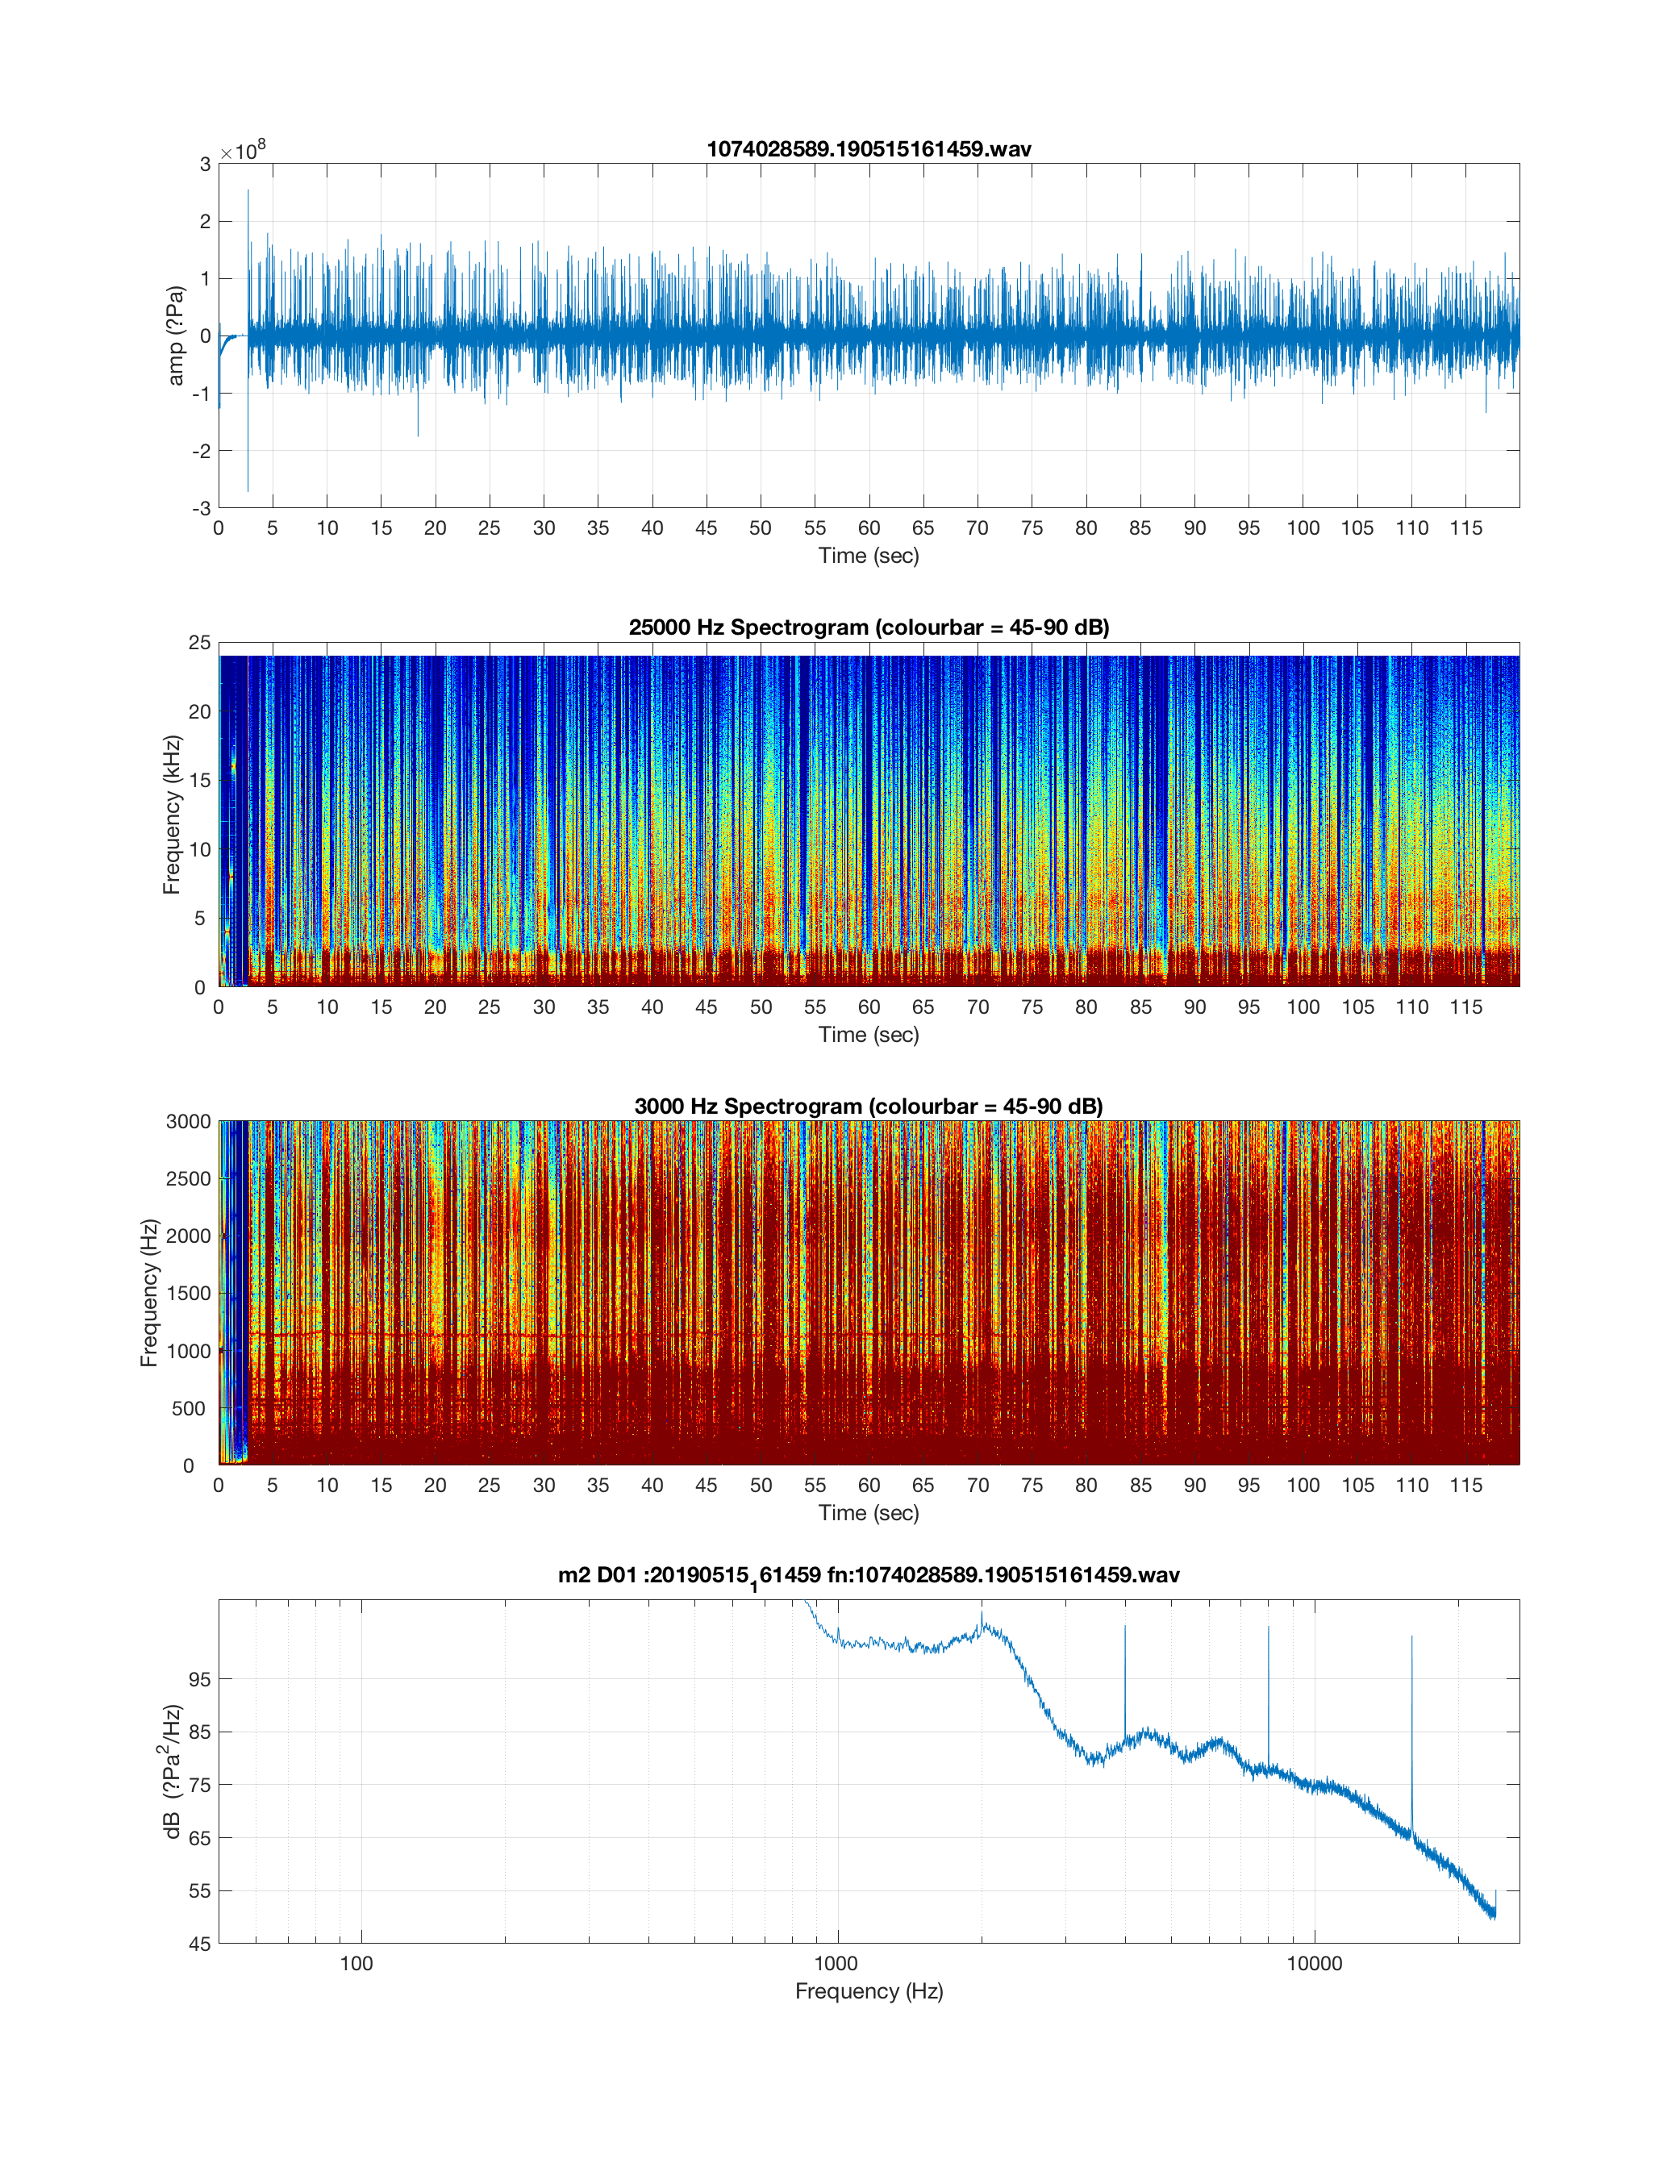 1074028589.190515161459.wav
×10^8
3
2
1
0
-1
-2
-3
amp (?Pa)
0 5 10 15 20 25 30 35 40 45 50 55 60 65 70 75 80 85 90 95 100 105 110 115
Time (sec)
25000 Hz Spectrogram (colourbar = 45-90 dB)
25
20
15
10
5
0
Frequency (kHz)
0 5 10 15 20 25 30 35 40 45 50 55 60 65 70 75 80 85 90 95 100 105 110 115
Time (sec)
3000 Hz Spectrogram (colourbar = 45-90 dB)
3000
2500
2000
1500
1000
500
0
Frequency (Hz)
0 5 10 15 20 25 30 35 40 45 50 55 60 65 70 75 80 85 90 95 100 105 110 115
Time (sec)
m2 D01 :20190515_161459 fn:1074028589.190515161459.wav
95
85
75
65
55
45
dB (?Pa^2/Hz)
100 1000 10000
Frequency (Hz)